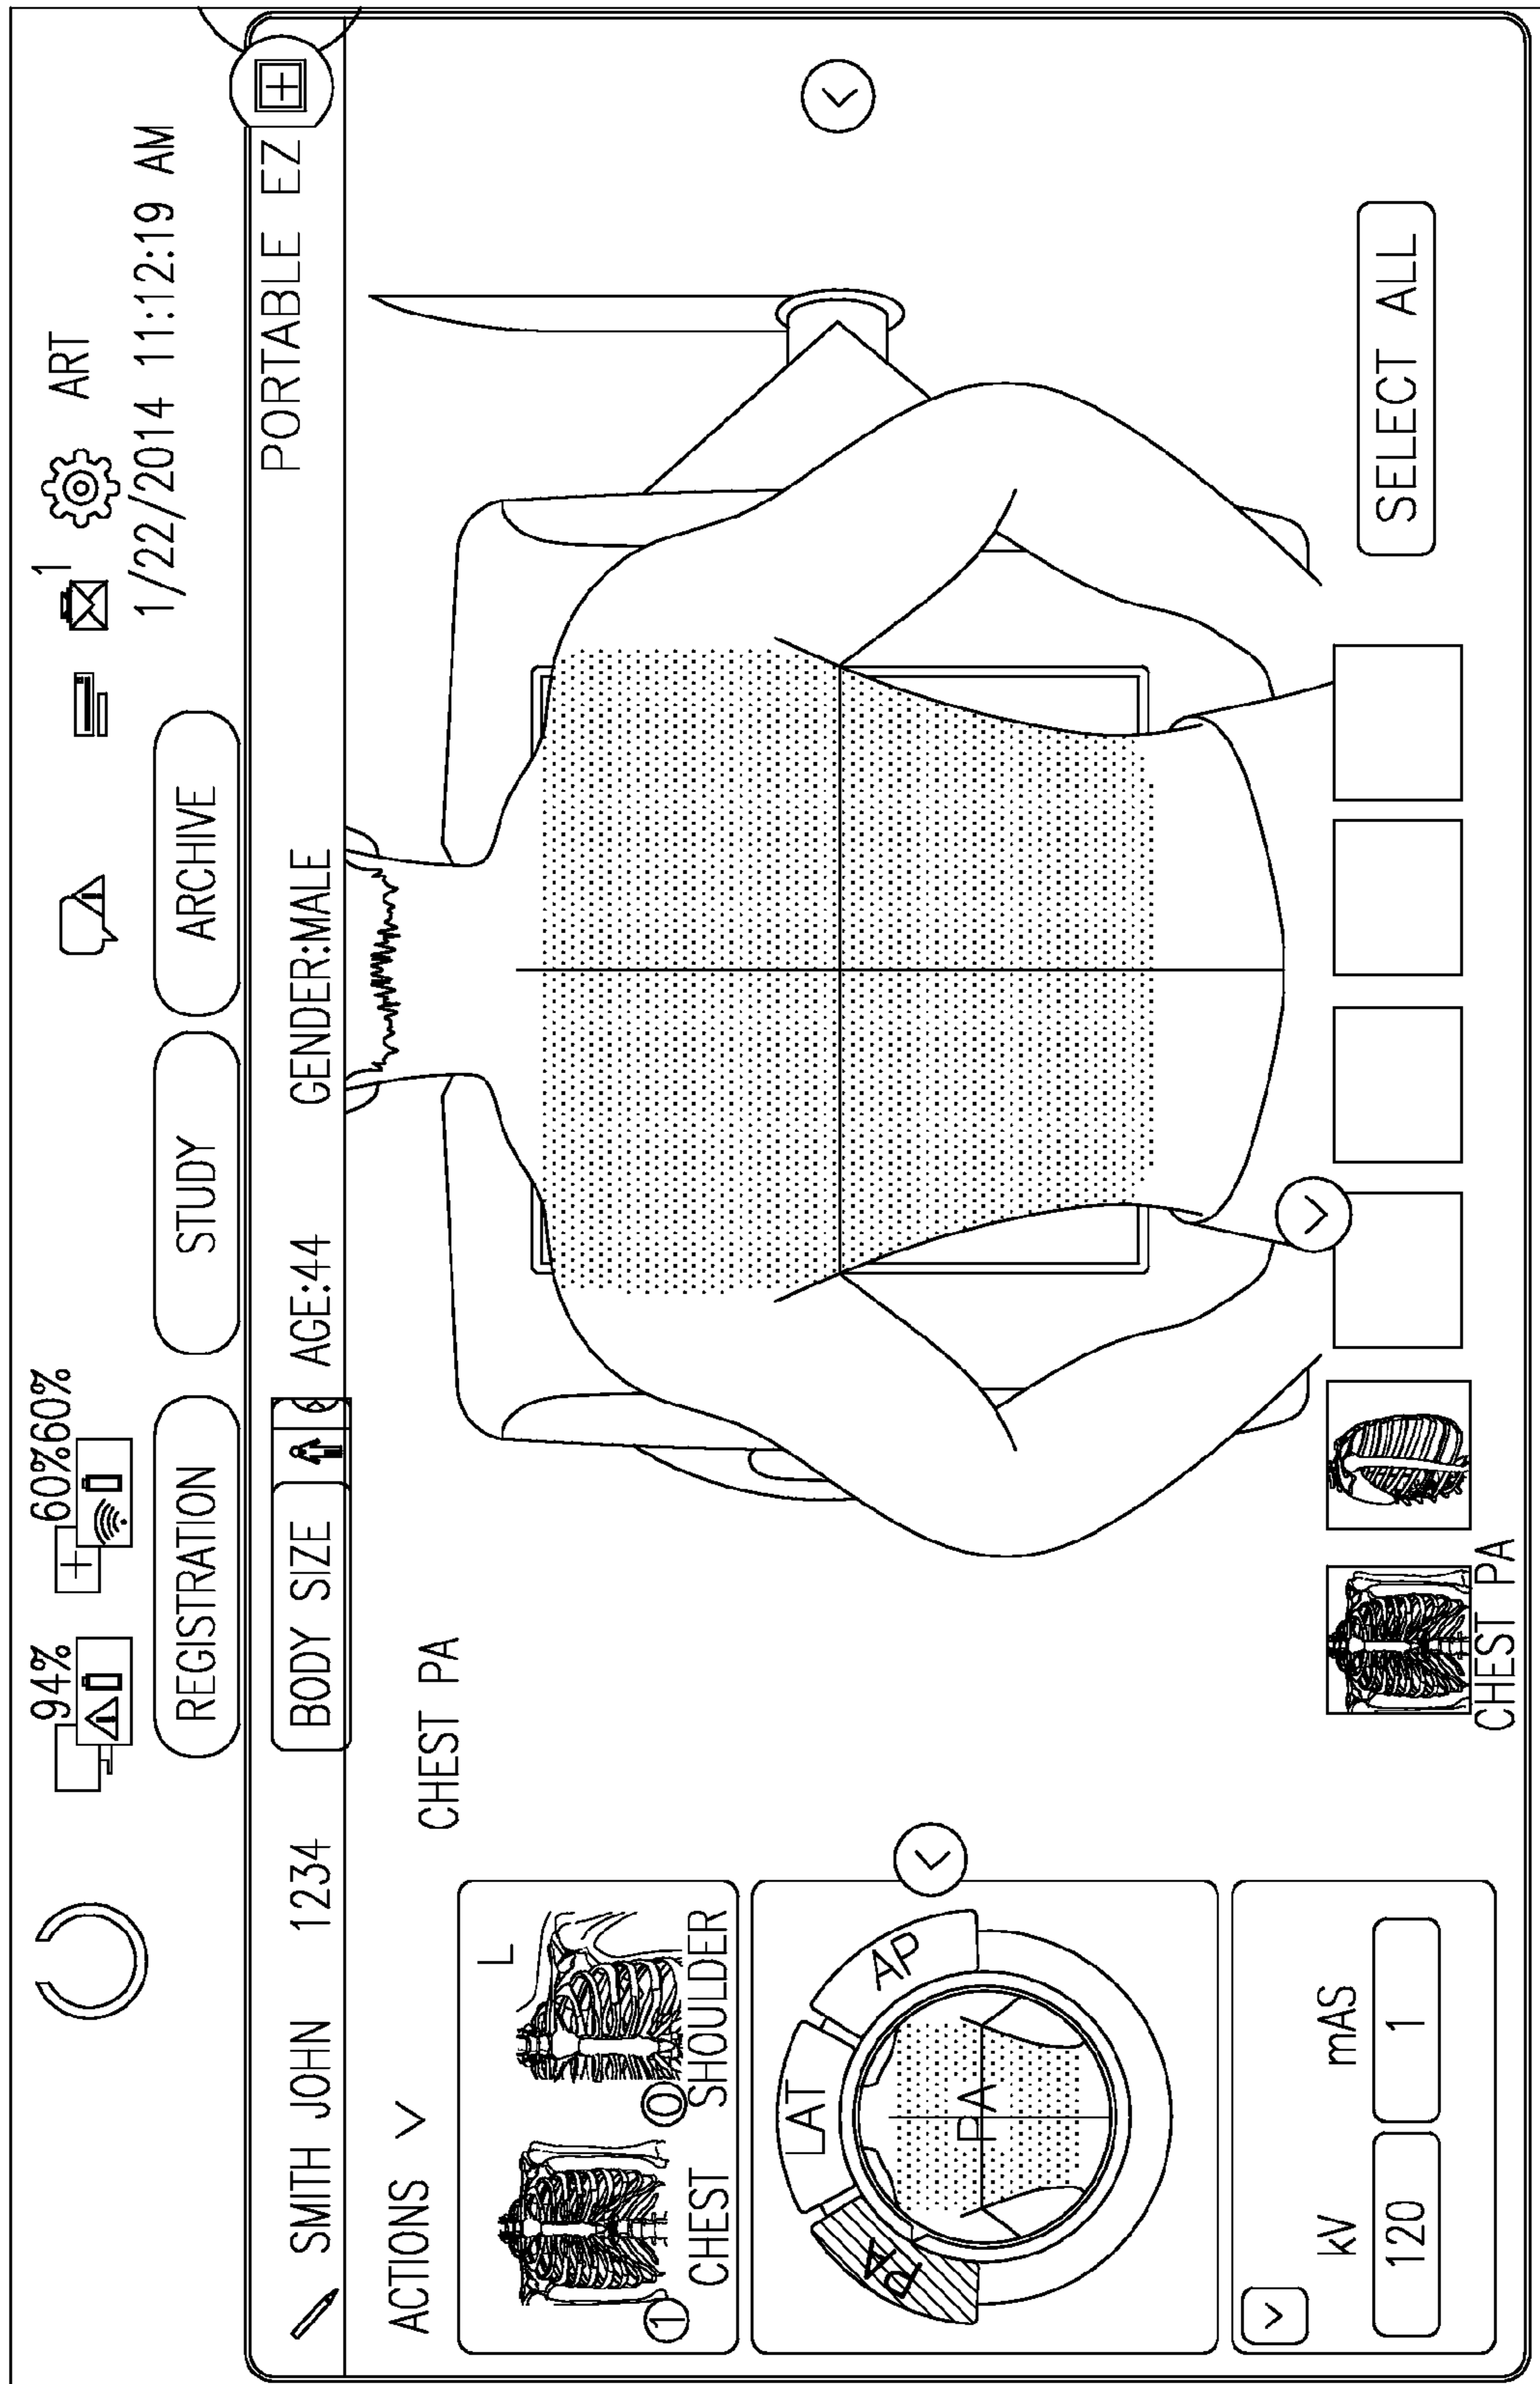 94%
60%60%
1
ART
1/22/2014 11:12:19 AM
REGISTRATION
STUDY
ARCHIVE
PORTABLE EZ
SMITH JOHN
1234
BODY SIZE
AGE:44
GENDER:MALE
ACTIONS
CHEST PA
L
1
CHEST
0
SHOULDER
PA
LAT
AP
PA
kV
mAS
120
1
CHEST PA
SELECT ALL